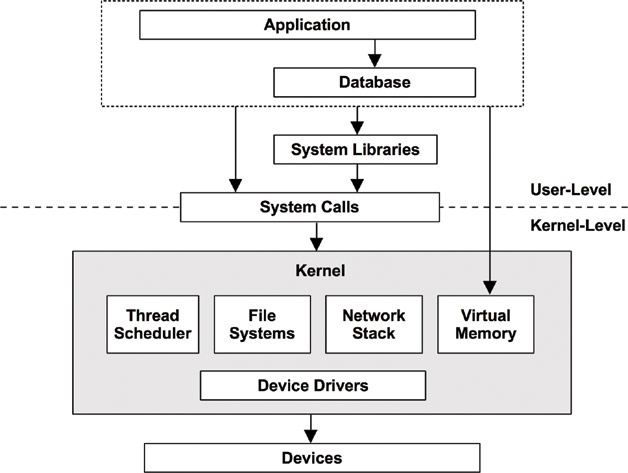 Application
Database
System Libraries
User-Level
System Calls
Kernel-Level
Kernel
Thread
Scheduler
File
Systems
Network
Stack
Virtual
Memory
Device Drivers
Devices